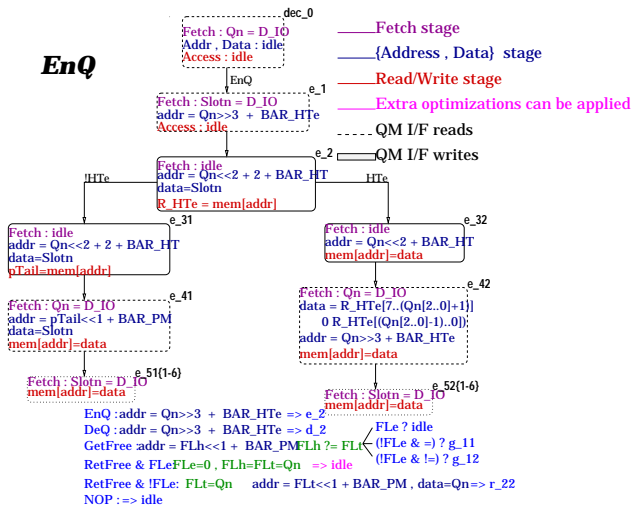 EnQ
dec_0
Fetch : Qn = D_IO
Addr , Data : idle
Access : idle
Fetch stage
{Address , Data}  stage
Read/Write stage
Extra optimizations can be applied
QM I/F reads
QM I/F writes
EnQ
e_1
Fetch : Slotn = D_IO
addr = Qn>>3  +  BAR_HTe
Access : idle
e_2
Fetch : idle
addr = Qn<<2 + 2 + BAR_HT
data=Slotn
R_HTe = mem[addr]
!HTe
HTe
e_31
Fetch : idle
addr = Qn<<2 + 2 + BAR_HT
data=Slotn
pTail=mem[addr]
e_32
Fetch : idle
addr = Qn<<2 + BAR_HT
mem[addr]=data
e_41
Fetch : Qn = D_IO
addr = pTail<<1 + BAR_PM
data=Slotn
mem[addr]=data
e_42
Fetch : Qn = D_IO
data = R_HTe[7..(Qn[2..0]+1)]
0 R_HTe[(Qn[2..0]-1)..0])
addr = Qn>>3 + BAR_HTe
mem[addr]=data
e_51{1-6}
Fetch : Slotn = D_IO
mem[addr]=data
e_52{1-6}
Fetch : Slotn = D_IO
mem[addr]=data
EnQ : addr = Qn>>3  +  BAR_HTe => e_2
DeQ : addr = Qn>>3  +  BAR_HTe => d_2
GetFree :addr = FLh<<1 + BAR_PM FLh ?= FLt
FLe ? idle
(!FLe & =) ? g_11
(!FLe & !=) ? g_12
RetFree & FLe: FLe=0 , FLh=FLt=Qn  => idle
RetFree & !FLe:  FLt=Qn  addr = FLt<<1 + BAR_PM , data=Qn => r_22
NOP : => idle